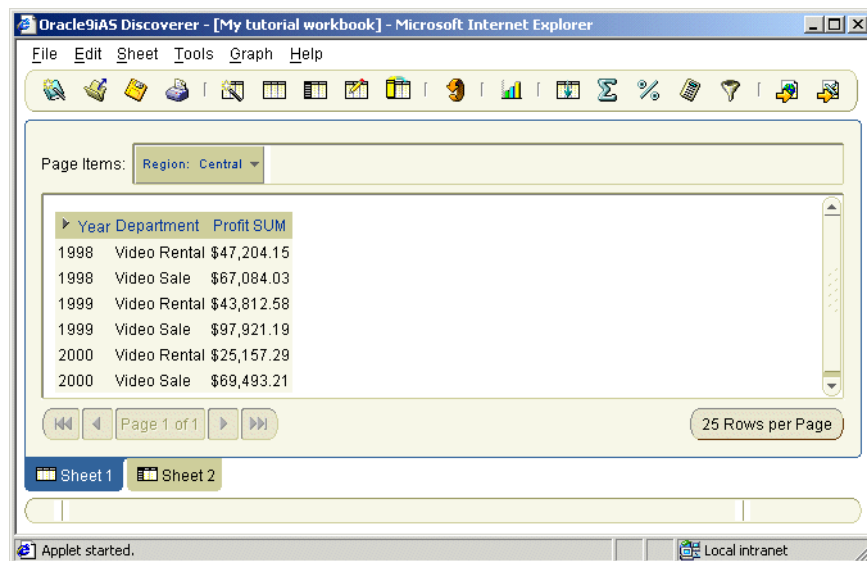 Oracle9iAS Discoverer - [My tutorial workbook] - Microsoft Internet Explorer
File Edit Sheet Tools Graph Help
Page Items: Region: Central
Year Department Profit SUM
1998 Video Rental $47,204.15
1998 Video Sale $67,084.03
1999 Video Rental $43,812.58
1999 Video Sale $97,921.19
2000 Video Rental $25,157.29
2000 Video Sale $69,493.21
Page 1 of 1 25 Rows per Page
Sheet 1 Sheet 2
Applet started. Local intranet